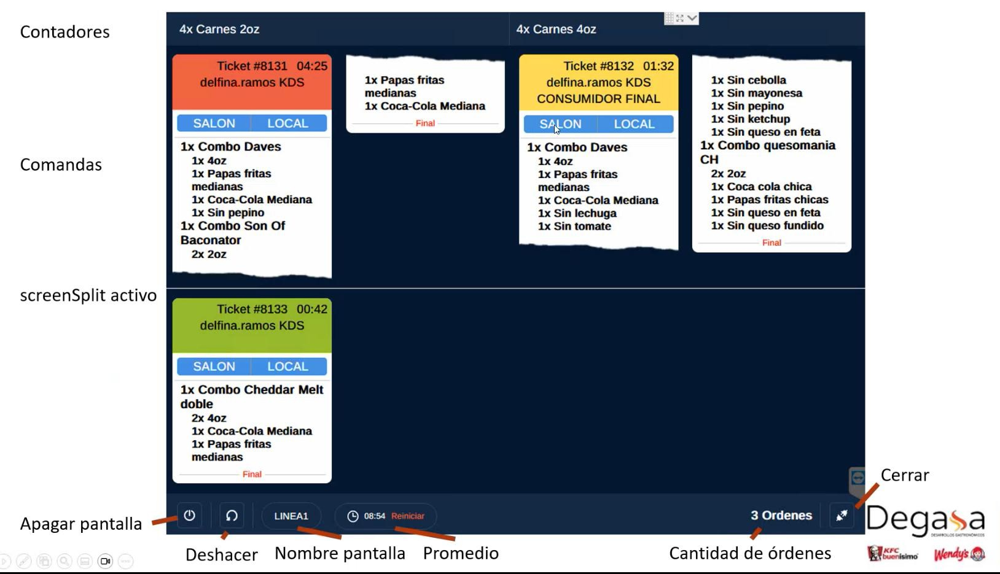 Contadores
4x Carnes 2oz
4x Carnes 4oz
Comandas
Ticket #8131 04:25
delfina.ramos KDS
SALON LOCAL
1x Combo Daves
1x 4oz
1x Papas fritas
medianas
1x Coca-Cola Mediana
1x Sin pepino
1x Combo Son Of
Baconator
2x 2oz
1x Papas fritas
medianas
1x Coca-Cola Mediana
Final
Ticket #8132 01:32
delfina.ramos KDS
CONSUMIDOR FINAL
SALON LOCAL
1x Combo Daves
1x 4oz
1x Papas fritas
medianas
1x Coca-Cola Mediana
1x Sin lechuga
1x Sin tomate
1x Sin cebolla
1x Sin mayonesa
1x Sin pepino
1x Sin ketchup
1x Sin queso en feta
1x Combo quesomania
CH
2x 2oz
1x Coca cola chica
1x Papas fritas chicas
1x Sin queso en feta
1x Sin queso fundido
Final
screenSplit activo
Ticket #8133 00:42
delfina.ramos KDS
SALON LOCAL
1x Combo Cheddar Melt
doble
2x 4oz
1x Coca-Cola Mediana
1x Papas fritas
medianas
Final
Cerrar
Apagar pantalla
LINEA1
08:54 Reiniciar
3 Ordenes
Deshacer
Nombre pantalla
Promedio
Cantidad de órdenes
Degasa
DESARROLLOS GASTRONÓMICOS
KFC
buenísimo
Wendy's